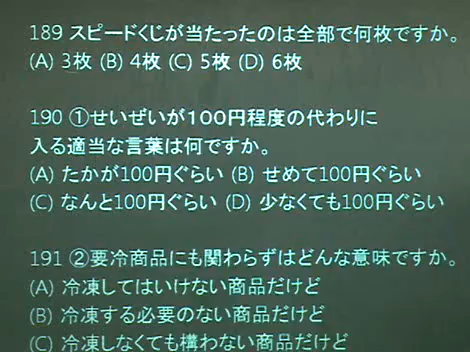 189 スピードくじが当たったのは全部で何枚ですか。
(A) 3枚 (B) 4枚 (C) 5枚 (D) 6枚
190 ①せいぜいが100円程度の代わりに
入る適当な言葉は何ですか。
(A) たかが100円ぐらい (B) せめて100円ぐらい
(C) なんと100円ぐらい (D) 少なくても100円ぐらい
191 ②要冷商品にも関わらずはどんな意味ですか。
(A) 冷凍してはいけない商品だけど
(B) 冷凍する必要のない商品だけど
(C) 冷凍しなくても構わない商品だけど